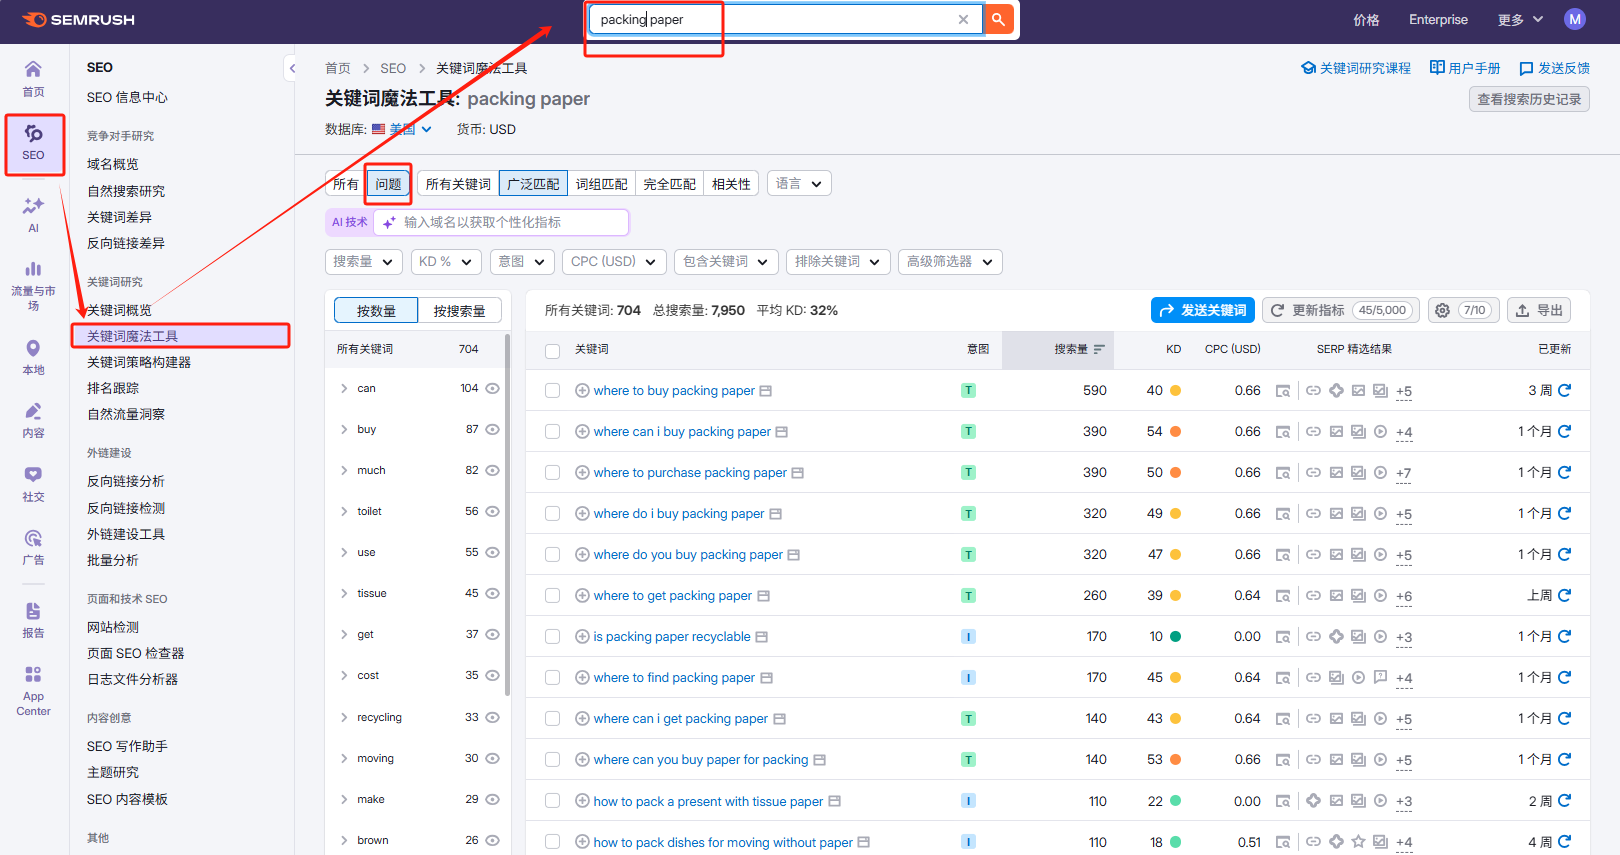 SEMRUSH
packing paper
价格 Enterprise 更多 M
首页
SEO
AI
流量与市场
本地
内容
社交
广告
报告
App Center
SEO
SEO 信息中心
竞争对手研究
域名概览
自然搜索研究
关键词差异
反向链接差异
关键词研究
关键词概览
关键词魔法工具
关键词策略构建器
排名跟踪
自然流量洞察
外链建设
反向链接分析
反向链接检测
外链建设工具
批量分析
页面和技术 SEO
网站检测
页面 SEO 检查器
日志文件分析器
内容创意
SEO 写作助手
主题研究
SEO 内容模板
其他
首页 > SEO > 关键词魔法工具
关键词研究课程 用户手册 发送反馈
关键词魔法工具: packing paper
查看搜索历史记录
数据库: 美国 货币: USD
所有 问题 所有关键词 广泛匹配 词组匹配 完全匹配 相关性 语言
AI 技术 输入域名以获取个性化指标
搜索量 KD % 意图 CPC (USD) 包含关键词 排除关键词 高级筛选器
按数量 按搜索量
所有关键词 704
can 104
buy 87
much 82
toilet 56
use 55
tissue 45
get 37
cost 35
recycling 33
moving 30
make 29
brown 26
所有关键词: 704 总搜索量: 7,950 平均 KD: 32%
发送关键词 更新指标 45/5,000 7/10 导出
关键词 意图 搜索量 KD CPC (USD) SERP 精选结果 已更新
where to buy packing paper T 590 40 0.66 +5 3 周
where can i buy packing paper T 390 54 0.66 +4 1 个月
where to purchase packing paper T 390 50 0.66 +7 1 个月
where do i buy packing paper T 320 49 0.66 +5 1 个月
where do you buy packing paper T 320 47 0.66 +5 1 个月
where to get packing paper T 260 39 0.64 +6 上周
is packing paper recyclable I 170 10 0.00 +3 1 个月
where to find packing paper I 170 45 0.64 +4 1 个月
where can i get packing paper T 140 43 0.64 +5 1 个月
where can you buy paper for packing T 140 53 0.66 +5 1 个月
how to pack a present with tissue paper I 110 22 0.00 +3 2 周
how to pack dishes for moving without paper I 110 18 0.51 +4 4 周